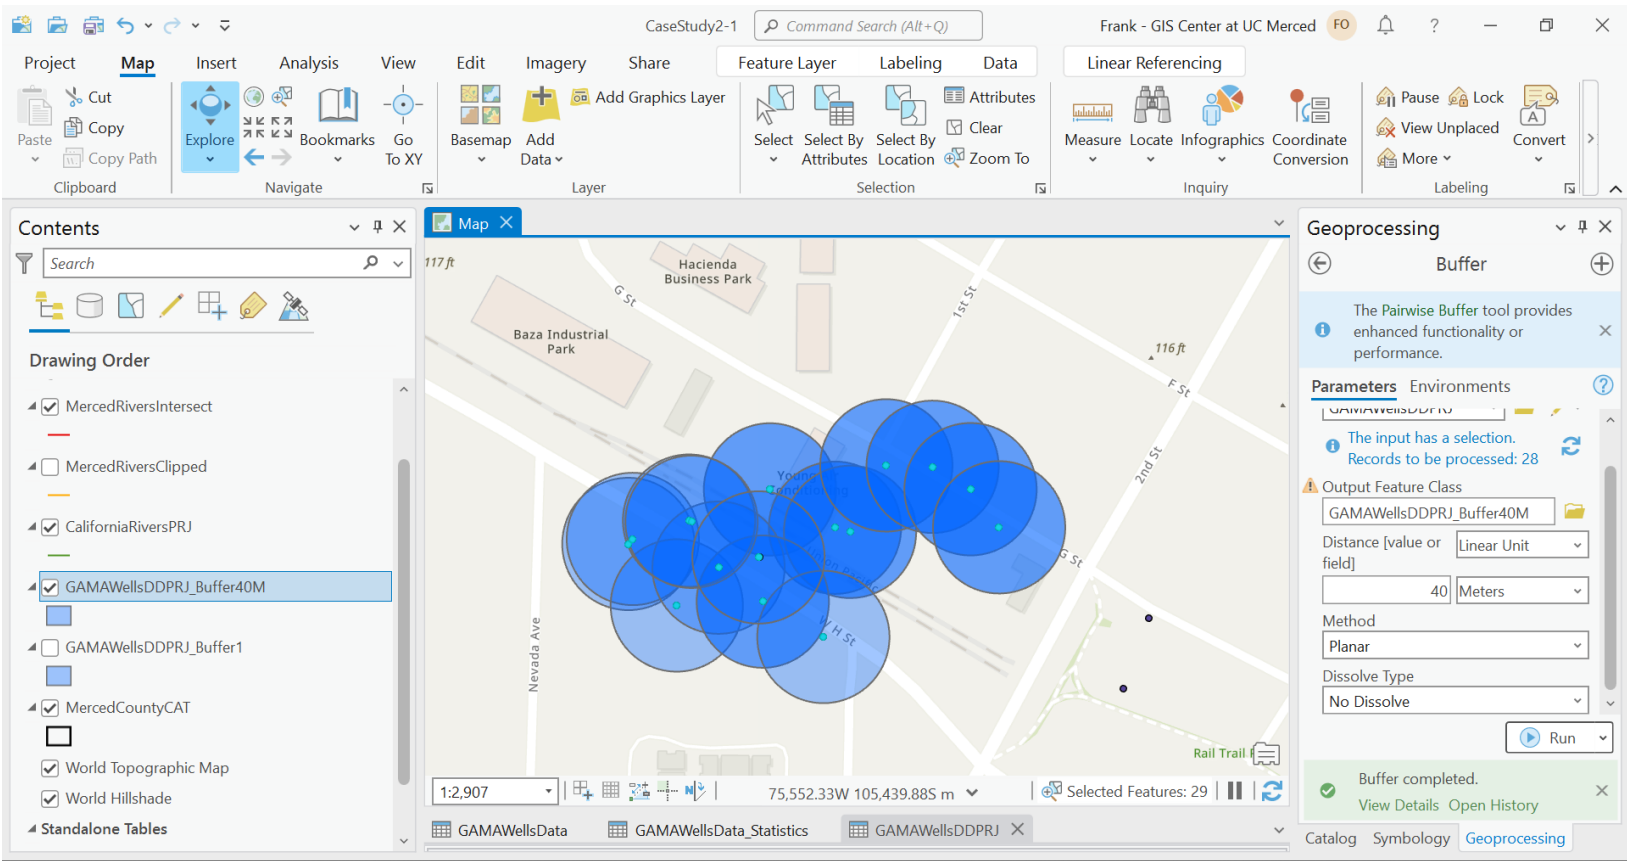 CaseStudy2-1
Command Search (Alt+Q)
Frank - GIS Center at UC Merced
FO
?
Project
Map
Insert
Analysis
View
Edit
Imagery
Share
Feature Layer
Labeling
Data
Linear Referencing
Paste
Cut
Copy
Copy Path
Clipboard
Explore
Bookmarks
Go
To XY
Navigate
Basemap
Add
Data
Add Graphics Layer
Layer
Select
Select By
Attributes
Select By
Location
Attributes
Clear
Zoom To
Selection
Measure
Locate
Infographics
Coordinate
Conversion
Inquiry
Pause
Lock
View Unplaced
More
Convert
Labeling
Contents
Search
Drawing Order
MercedRiversIntersect
MercedRiversClipped
CaliforniaRiversPRJ
GAMAWellsDDPRJ_Buffer40M
GAMAWellsDDPRJ_Buffer1
MercedCountyCAT
World Topographic Map
World Hillshade
Standalone Tables
Map
117 ft
Hacienda
Business Park
G St
1st St
Baza Industrial
Park
116 ft
F St
2nd St
G St
W H St
Nevada Ave
Rail Trail
1:2,907
75,552.33W 105,439.88S m
Selected Features: 29
GAMAWellsData
GAMAWellsData_Statistics
GAMAWellsDDPRJ
Geoprocessing
Buffer
The Pairwise Buffer tool provides
enhanced functionality or
performance.
Parameters
Environments
?
GAMAWellsDDPRJ
The input has a selection.
Records to be processed: 28
Output Feature Class
GAMAWellsDDPRJ_Buffer40M
Distance [value or
field]
Linear Unit
40
Meters
Method
Planar
Dissolve Type
No Dissolve
Run
Buffer completed.
View Details
Open History
Catalog
Symbology
Geoprocessing